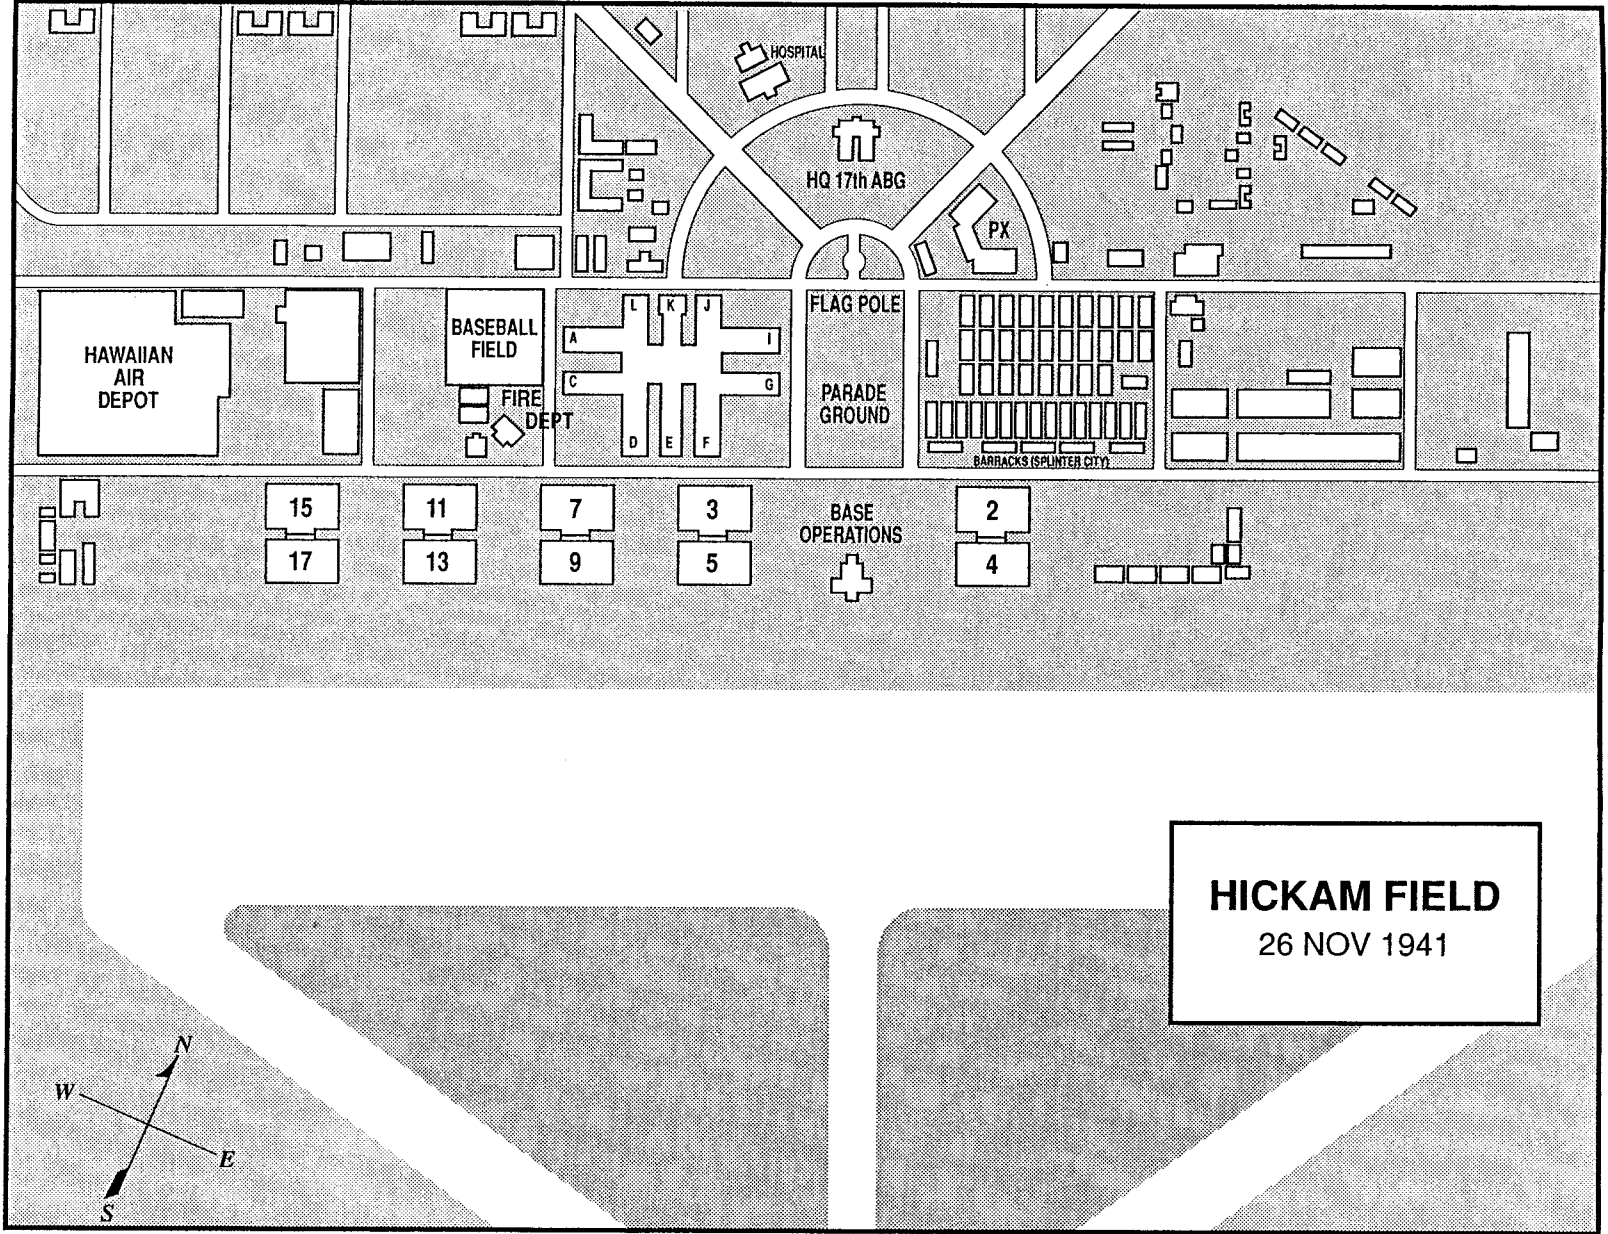 HOSPITAL
HQ 17th ABG
PX
FLAG POLE
PARADE
GROUND
HAWAIIAN
AIR
DEPOT
BASEBALL
FIELD
FIRE
DEPT
L K J
A I
C G
D E F
BARRACKS (SPLINTER CITY)
15
17
11
13
7
9
3
5
BASE
OPERATIONS
2
4
HICKAM FIELD
26 NOV 1941
N
W
E
S